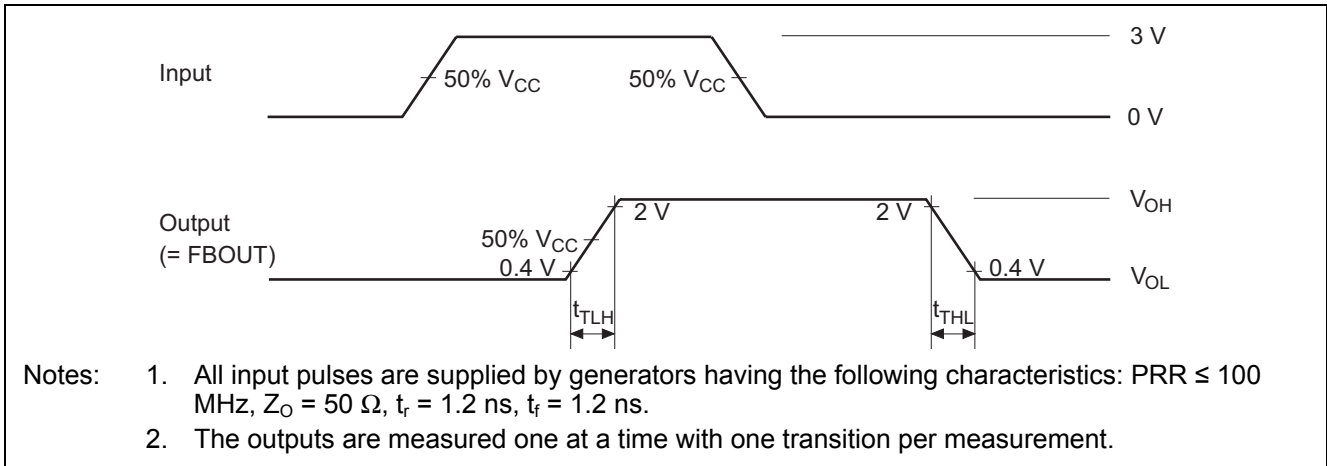 3 V
Input
50% VCC
50% VCC
0 V
Output
(= FBOUT)
2 V
2 V
VOH
50% VCC
0.4 V
0.4 V
VOL
tTLH
tTHL
Notes: 1. All input pulses are supplied by generators having the following characteristics: PRR ≤ 100
MHz, ZO = 50 Ω, tr = 1.2 ns, tf = 1.2 ns.
2. The outputs are measured one at a time with one transition per measurement.